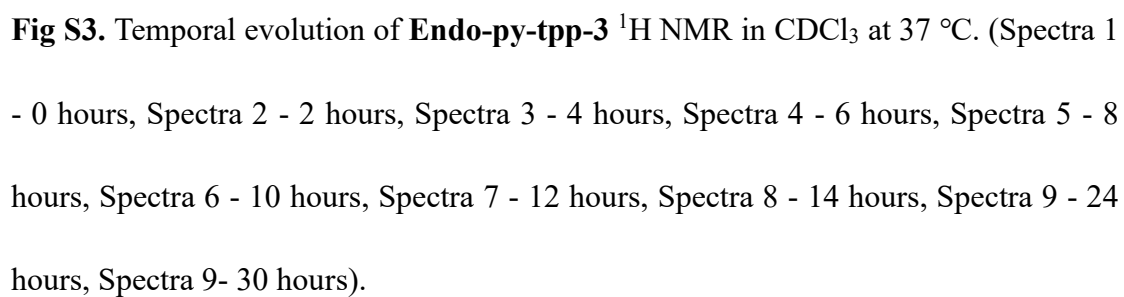 Fig S3. Temporal evolution of Endo-py-tpp-3 ¹H NMR in CDCl₃ at 37 °C. (Spectra 1
- 0 hours, Spectra 2 - 2 hours, Spectra 3 - 4 hours, Spectra 4 - 6 hours, Spectra 5 - 8
hours, Spectra 6 - 10 hours, Spectra 7 - 12 hours, Spectra 8 - 14 hours, Spectra 9 - 24
hours, Spectra 9- 30 hours).